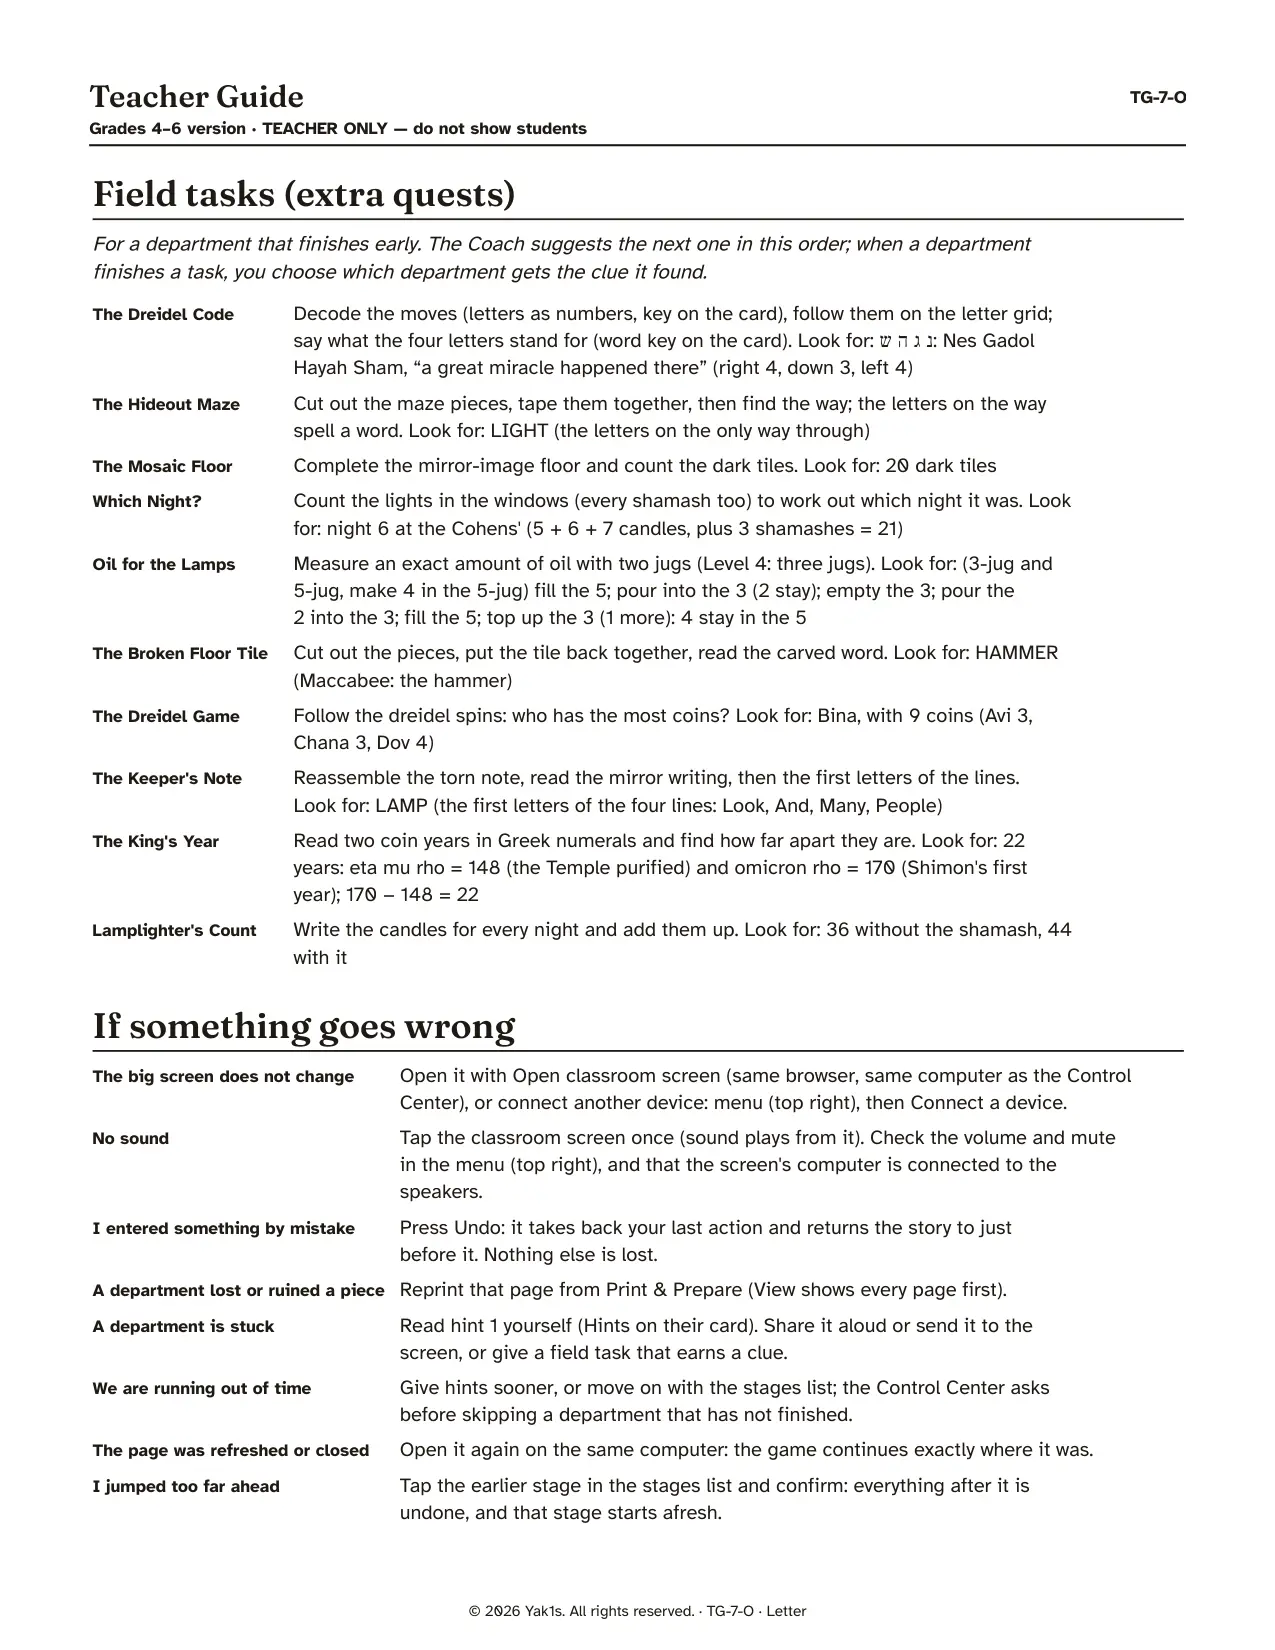 Teacher Guide
TG-7-O
Grades 4–6 version · TEACHER ONLY — do not show students
Field tasks (extra quests)
For a department that finishes early. The Coach suggests the next one in this order; when a department
finishes a task, you choose which department gets the clue it found.
The Dreidel Code
Decode the moves (letters as numbers, key on the card), follow them on the letter grid;
say what the four letters stand for (word key on the card). Look for: נ ג ה ש: Nes Gadol
Hayah Sham, “a great miracle happened there” (right 4, down 3, left 4)
The Hideout Maze
Cut out the maze pieces, tape them together, then find the way; the letters on the way
spell a word. Look for: LIGHT (the letters on the only way through)
The Mosaic Floor
Complete the mirror-image floor and count the dark tiles. Look for: 20 dark tiles
Which Night?
Count the lights in the windows (every shamash too) to work out which night it was. Look
for: night 6 at the Cohens' (5 + 6 + 7 candles, plus 3 shamashes = 21)
Oil for the Lamps
Measure an exact amount of oil with two jugs (Level 4: three jugs). Look for: (3-jug and
5-jug, make 4 in the 5-jug) fill the 5; pour into the 3 (2 stay); empty the 3; pour the
2 into the 3; fill the 5; top up the 3 (1 more): 4 stay in the 5
The Broken Floor Tile
Cut out the pieces, put the tile back together, read the carved word. Look for: HAMMER
(Maccabee: the hammer)
The Dreidel Game
Follow the dreidel spins: who has the most coins? Look for: Bina, with 9 coins (Avi 3,
Chana 3, Dov 4)
The Keeper's Note
Reassemble the torn note, read the mirror writing, then the first letters of the lines.
Look for: LAMP (the first letters of the four lines: Look, And, Many, People)
The King's Year
Read two coin years in Greek numerals and find how far apart they are. Look for: 22
years: eta mu rho = 148 (the Temple purified) and omicron rho = 170 (Shimon's first
year); 170 – 148 = 22
Lamplighter's Count
Write the candles for every night and add them up. Look for: 36 without the shamash, 44
with it
If something goes wrong
The big screen does not change
Open it with Open classroom screen (same browser, same computer as the Control
Center), or connect another device: menu (top right), then Connect a device.
No sound
Tap the classroom screen once (sound plays from it). Check the volume and mute
in the menu (top right), and that the screen's computer is connected to the
speakers.
I entered something by mistake
Press Undo: it takes back your last action and returns the story to just
before it. Nothing else is lost.
A department lost or ruined a piece
Reprint that page from Print & Prepare (View shows every page first).
A department is stuck
Read hint 1 yourself (Hints on their card). Share it aloud or send it to the
screen, or give a field task that earns a clue.
We are running out of time
Give hints sooner, or move on with the stages list; the Control Center asks
before skipping a department that has not finished.
The page was refreshed or closed
Open it again on the same computer: the game continues exactly where it was.
I jumped too far ahead
Tap the earlier stage in the stages list and confirm: everything after it is
undone, and that stage starts afresh.
© 2026 Yak1s. All rights reserved. · TG-7-O · Letter